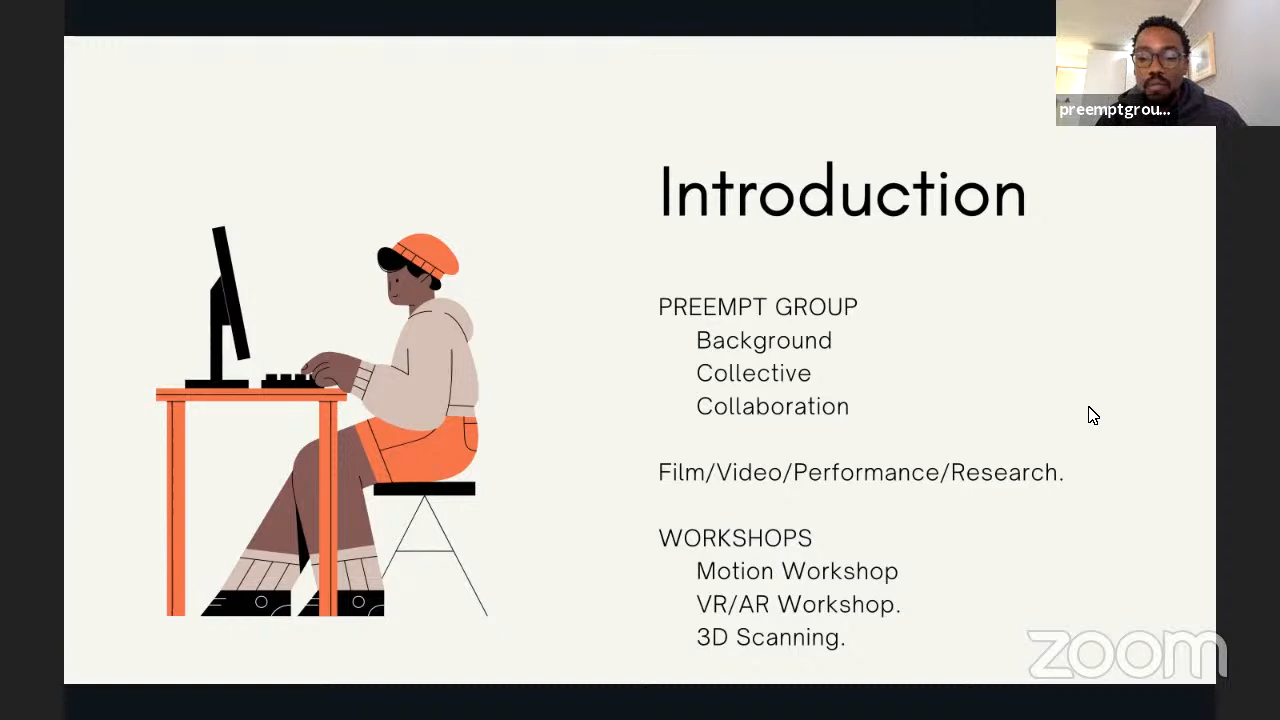 preemptgrou...
Introduction
PREEMPT GROUP
Background
Collective
Collaboration
Film/Video/Performance/Research.
WORKSHOPS
Motion Workshop
VR/AR Workshop.
3D Scanning.
zoom